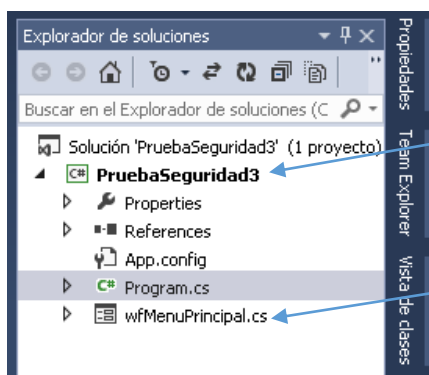 Explorador de soluciones
Buscar en el Explorador de soluciones (C
Solución 'PruebaSeguridad3' (1 proyecto)
C# PruebaSeguridad3
Properties
References
App.config
C# Program.cs
wfMenuPrincipal.cs
Propiedades
Team Explorer
Vista de clases